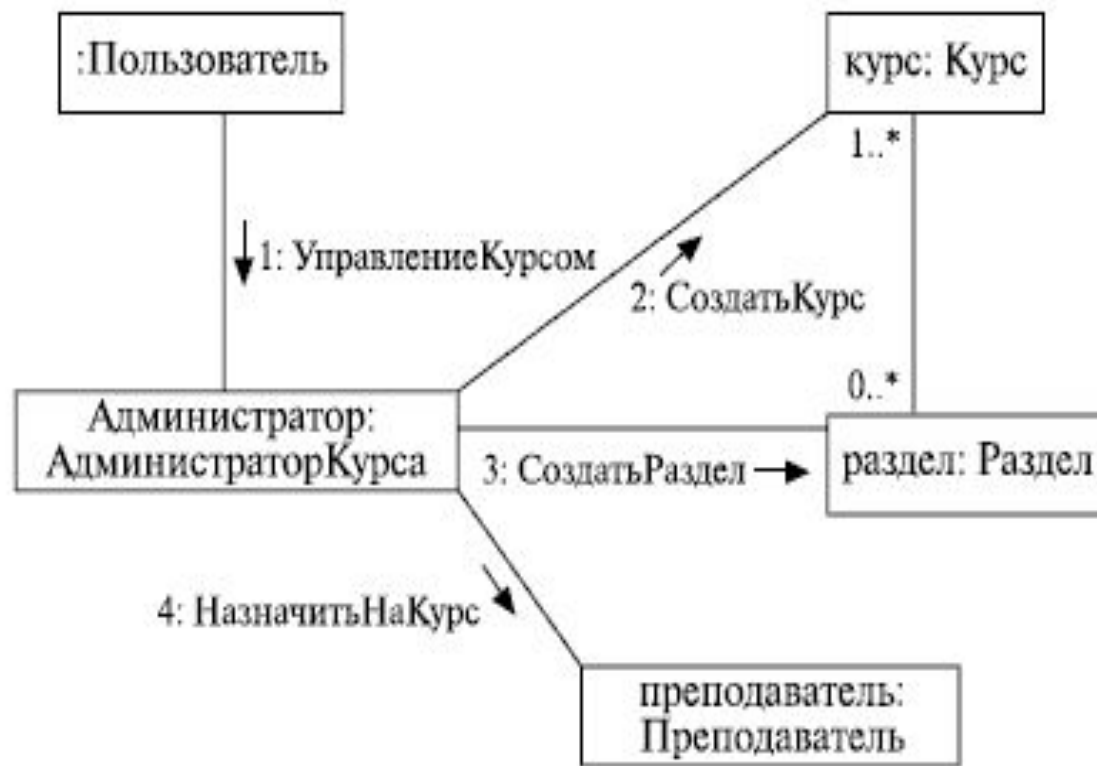 :Пользователь
курс: Курс
1..*
1: УправлениеКурсом
2: СоздатьКурс
0..*
Администратор:
АдминистраторКурса
3: СоздатьРаздел
раздел: Раздел
4: НазначитьНаКурс
преподаватель:
Преподаватель